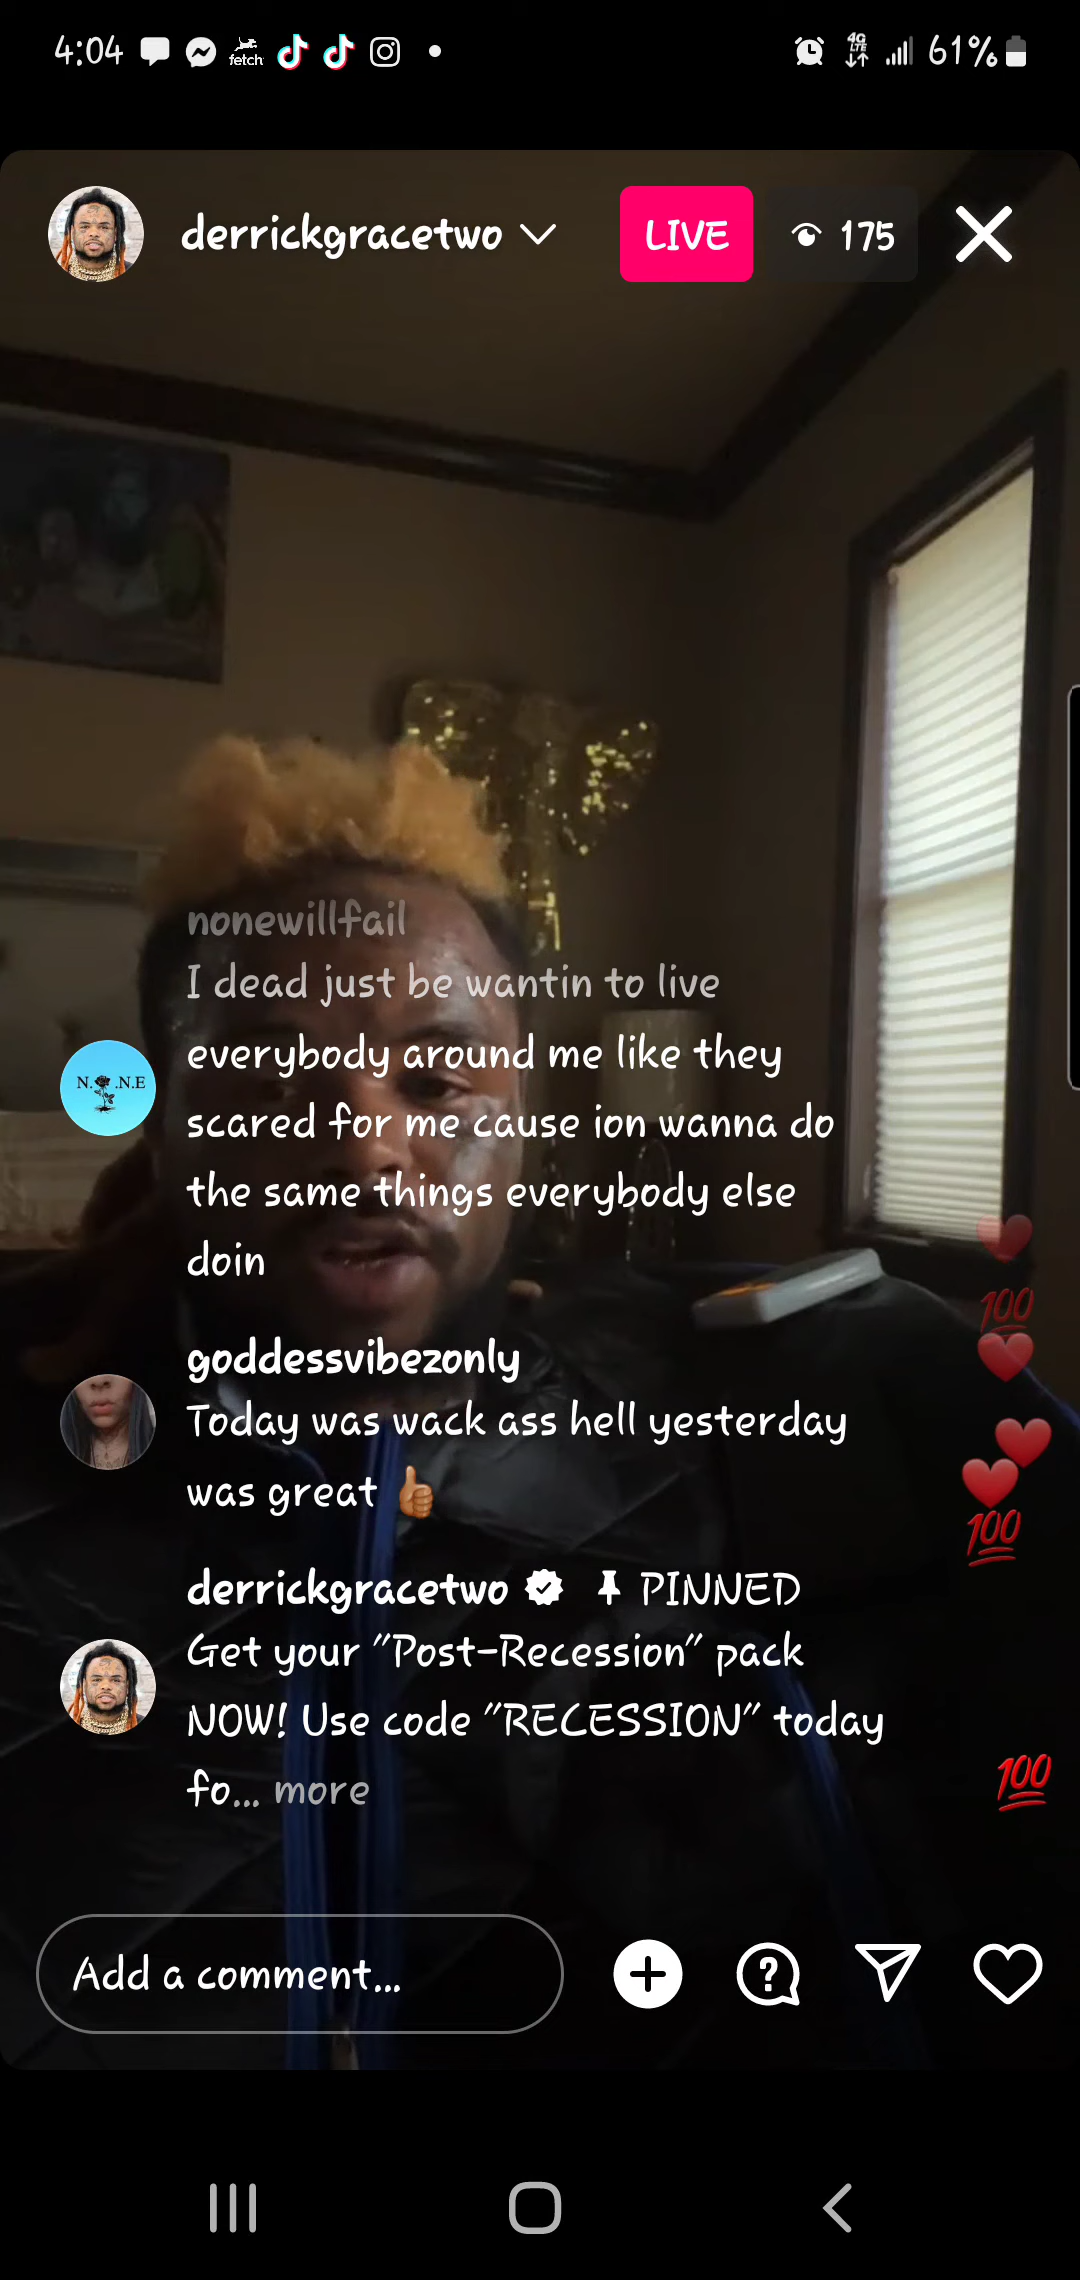 4:04 fetch 4G LTE 61%
derrickgracetwo LIVE 175
nonewillfail
I dead just be wantin to live
everybody around me like they
N. .N.E
scared for me cause ion wanna do
the same things everybody else
doin
goddessvibezonly
Today was wack ass hell yesterday
was great 👍🏽
derrickgracetwo PINNED
Get your "Post-Recession" pack
NOW! Use code "RECESSION" today
fo... more
💯
💯
💯
Add a comment...